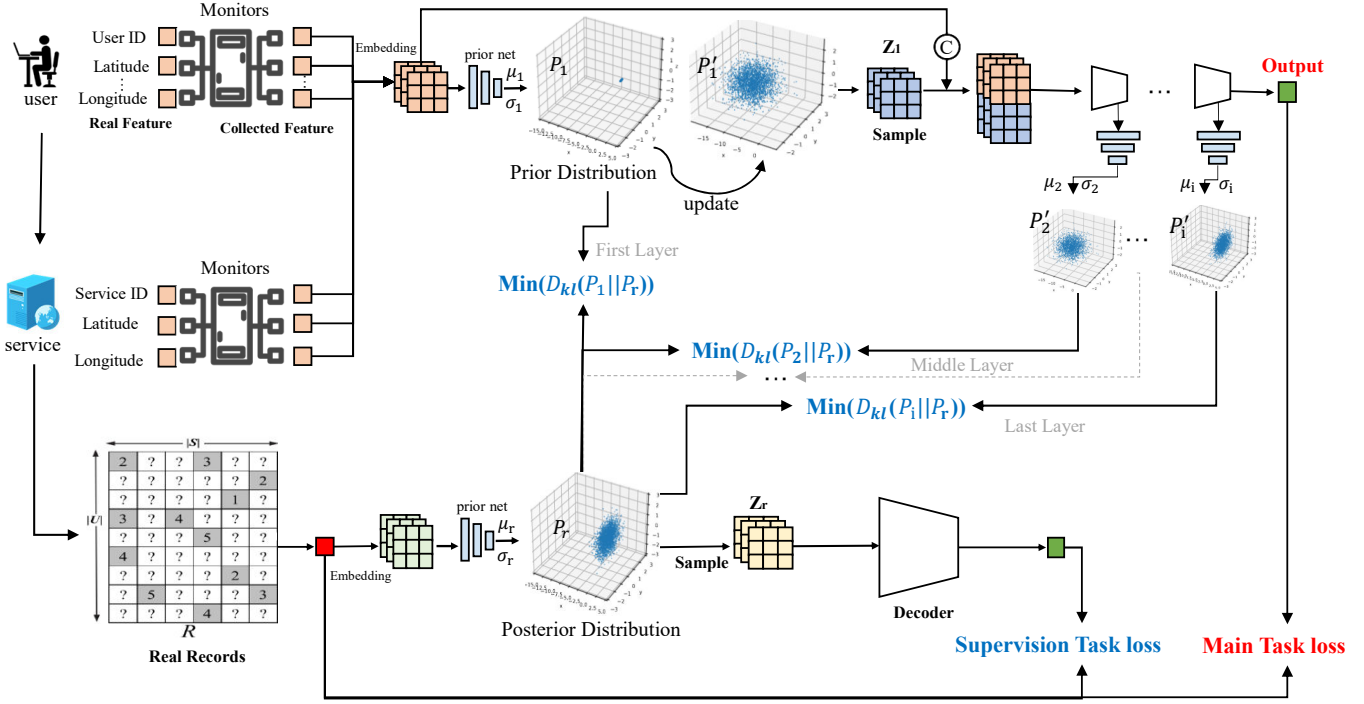 Monitors
User ID
Latitude
Longitude
user
Real Feature
Collected Feature
Embedding
prior net
μ₁
σ₁
P₁
Prior Distribution
update
P₁′
Z₁
Sample
C
Output
μ₂ σ₂
μᵢ σᵢ
P₂′
...
Pᵢ′
First Layer
Min(Dₖₗ(P₁||Pᵣ))
Monitors
Service ID
Latitude
Longitude
service
Min(Dₖₗ(P₂||Pᵣ))
Middle Layer
...
Min(Dₖₗ(Pᵢ||Pᵣ))
Last Layer
|S|
|U|
2 ? ? 3 ? ?
? ? ? ? ? 2
? ? ? ? 1 ?
3 ? 4 ? ? ?
? ? ? 5 ? ?
4 ? ? ? ? ?
? ? ? ? 2 ?
? 5 ? ? ? 3
? ? ? 4 ? ?
R
Real Records
Embedding
prior net
μᵣ
σᵣ
Pᵣ
Posterior Distribution
Sample
Zᵣ
Decoder
Supervision Task loss
Main Task loss